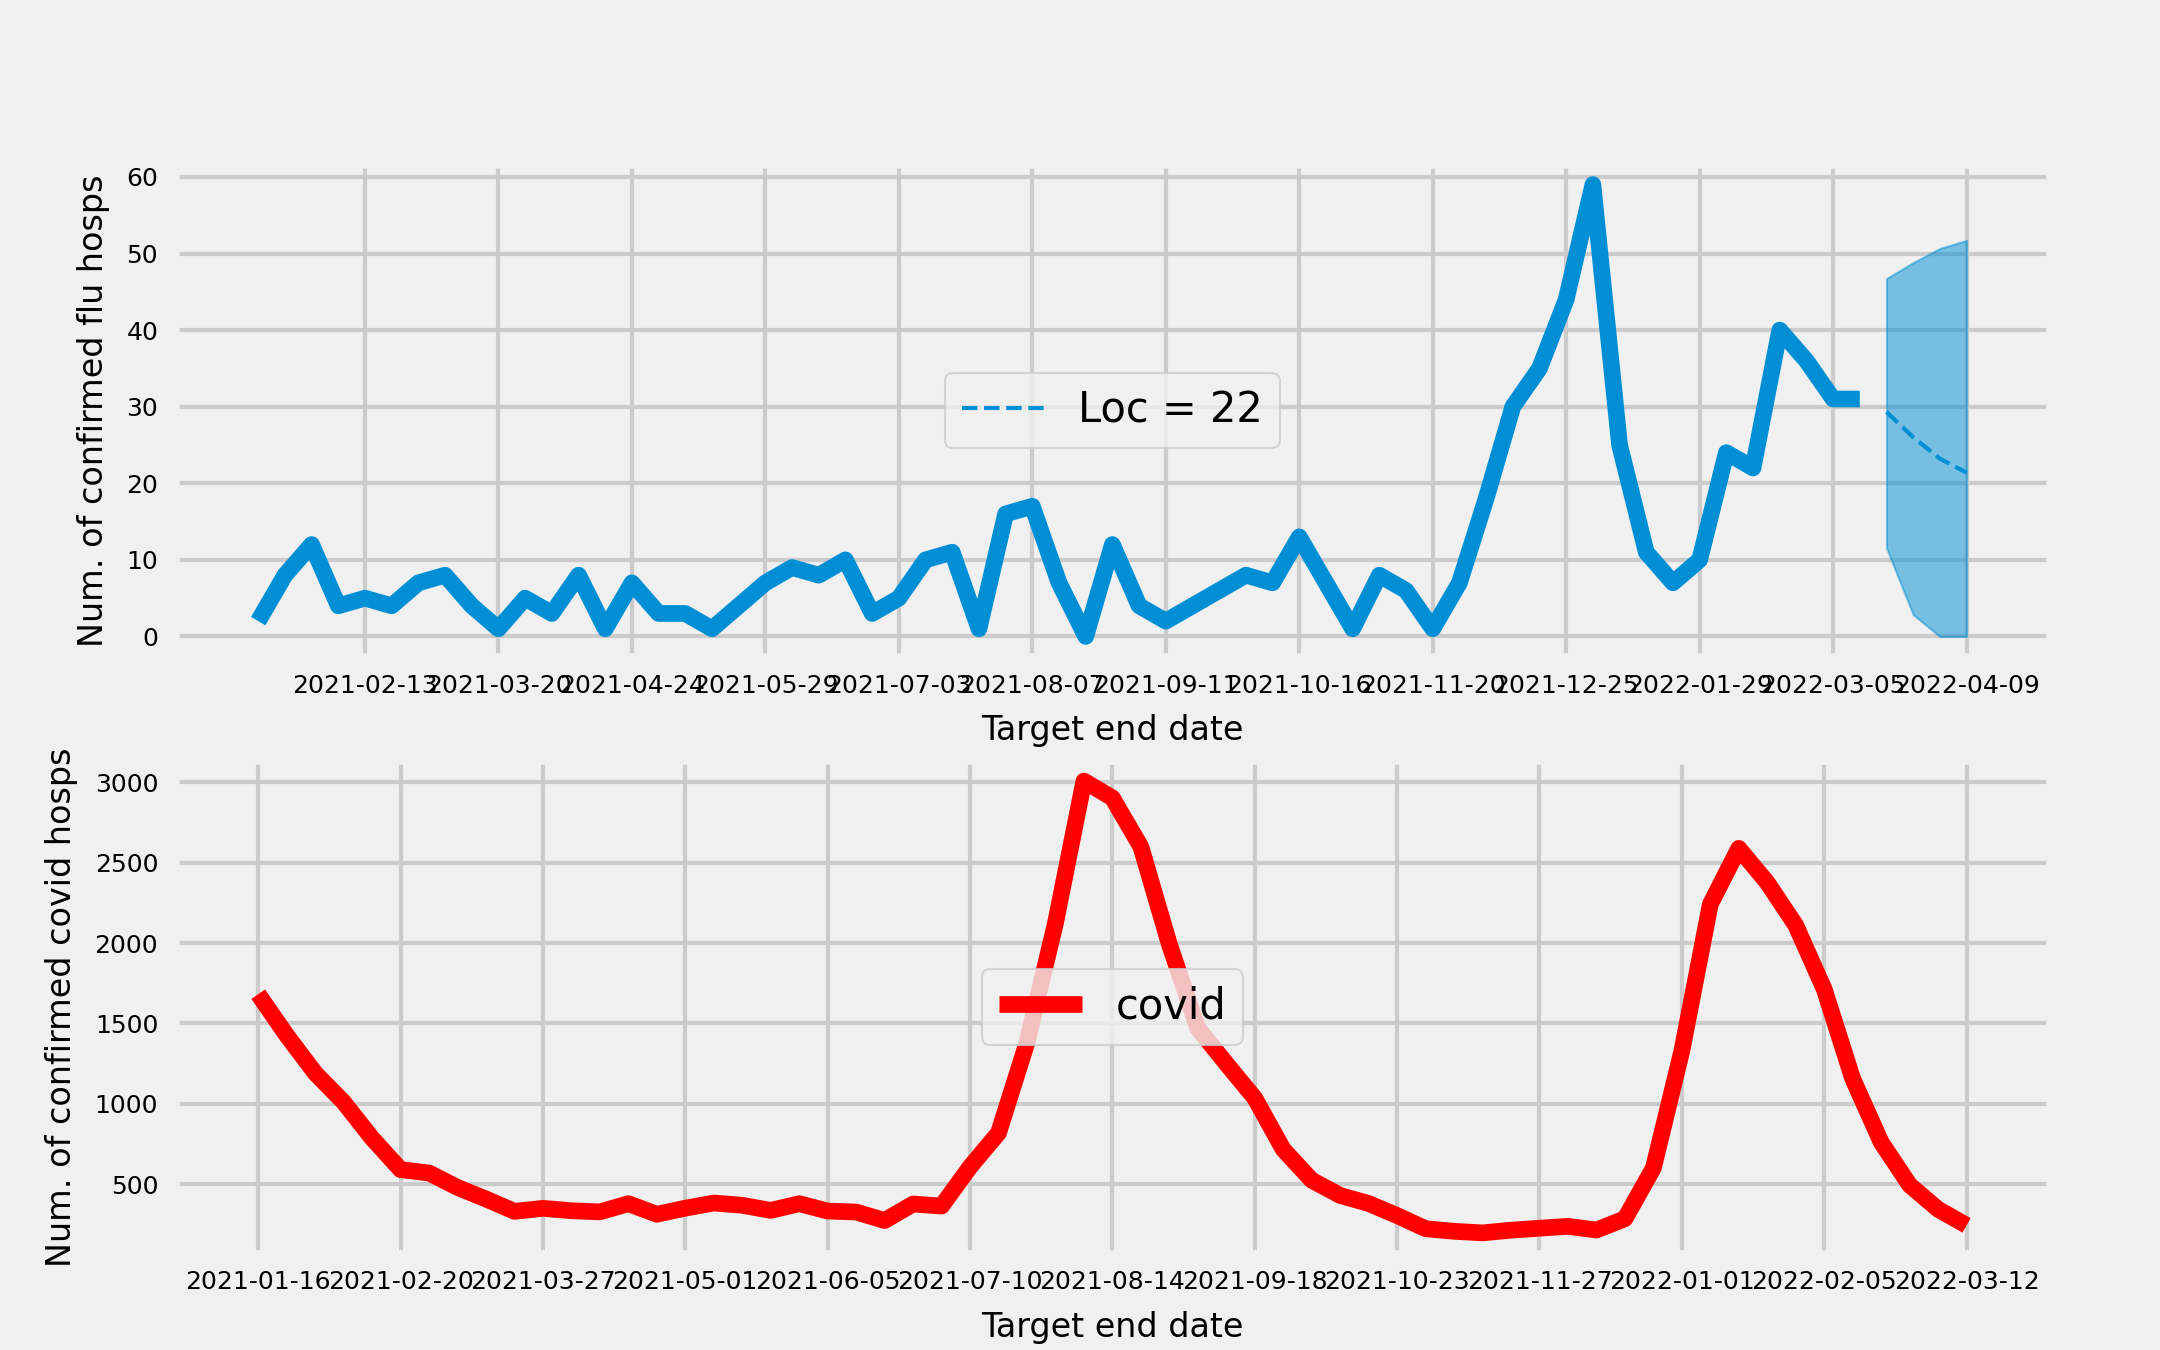 Num. of confirmed flu hosps
60
50
40
30
20
10
0
Loc = 22
2021-02-13 2021-03-20 2021-04-24 2021-05-29 2021-07-03 2021-08-07 2021-09-11 2021-10-16 2021-11-20 2021-12-25 2022-01-29 2022-03-05 2022-04-09
Target end date
Num. of confirmed covid hosps
3000
2500
2000
1500
1000
500
covid
2021-01-16 2021-02-20 2021-03-27 2021-05-01 2021-06-05 2021-07-10 2021-08-14 2021-09-18 2021-10-23 2021-11-27 2022-01-01 2022-02-05 2022-03-12
Target end date